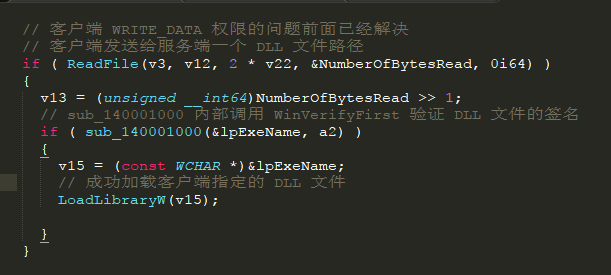 // 客户端 WRITE_DATA 权限的问题前面已经解决
// 客户端发送给服务端一个 DLL 文件路径
if ( ReadFile(v3, v12, 2 * v22, &NumberOfBytesRead, 0i64) )
{
v13 = (unsigned __int64)NumberOfBytesRead >> 1;
// sub_140001000 内部调用 WinVerifyFirst 验证 DLL 文件的签名
if ( sub_140001000(&lpExeName, a2) )
{
v15 = (const WCHAR *)&lpExeName;
// 成功加载客户端指定的 DLL 文件
LoadLibraryW(v15);
}
}